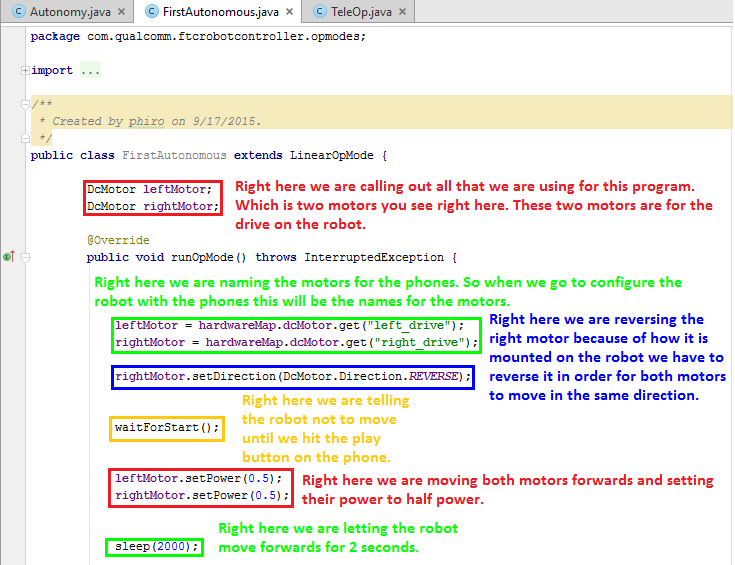 Autonomy.java × FirstAutonomous.java × TeleOp.java ×
package com.qualcomm.ftcrobotcontroller.opmodes;
import ...
/**
* Created by phiro on 9/17/2015.
*/
public class FirstAutonomous extends LinearOpMode {
DcMotor leftMotor;
DcMotor rightMotor;
Right here we are calling out all that we are using for this program.
Which is two motors you see right here. These two motors are for the
drive on the robot.
@Override
public void runOpMode() throws InterruptedException {
Right here we are naming the motors for the phones. So when we go to configure the
robot with the phones this will be the names for the motors.
leftMotor = hardwareMap.dcMotor.get("left_drive");
rightMotor = hardwareMap.dcMotor.get("right_drive");
Right here we are reversing the
right motor because of how it is
mounted on the robot we have to
reverse it in order for both motors
to move in the same direction.
rightMotor.setDirection(DcMotor.Direction.REVERSE);
Right here we are telling
the robot not to move
until we hit the play
button on the phone.
waitForStart();
leftMotor.setPower(0.5);
rightMotor.setPower(0.5);
Right here we are moving both motors forwards and setting
their power to half power.
Right here we are letting the robot
move forwards for 2 seconds.
sleep(2000);